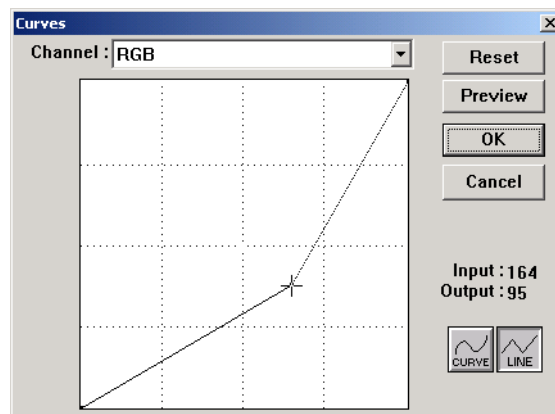 Curves
Channel : RGB
Reset
Preview
OK
Cancel
Input : 164
Output : 95
CURVE
LINE